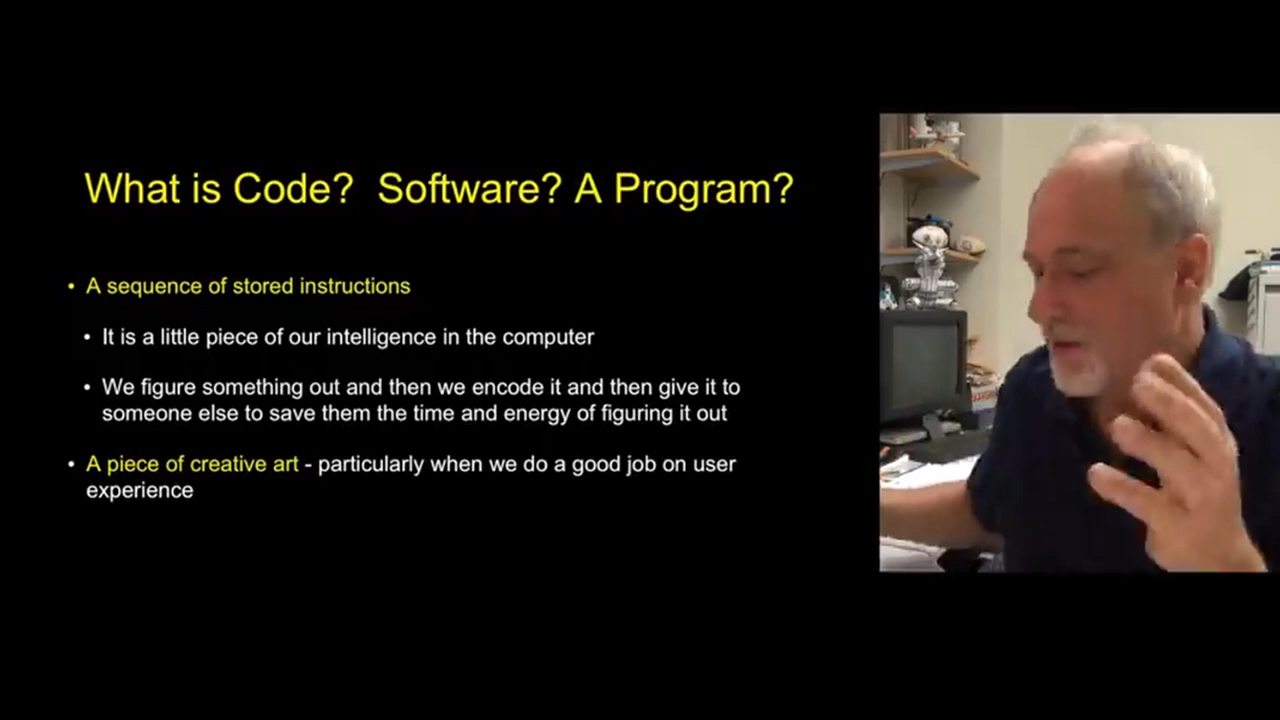 What is Code?  Software? A Program?
• A sequence of stored instructions
• It is a little piece of our intelligence in the computer
• We figure something out and then we encode it and then give it to
someone else to save them the time and energy of figuring it out
• A piece of creative art - particularly when we do a good job on user
experience